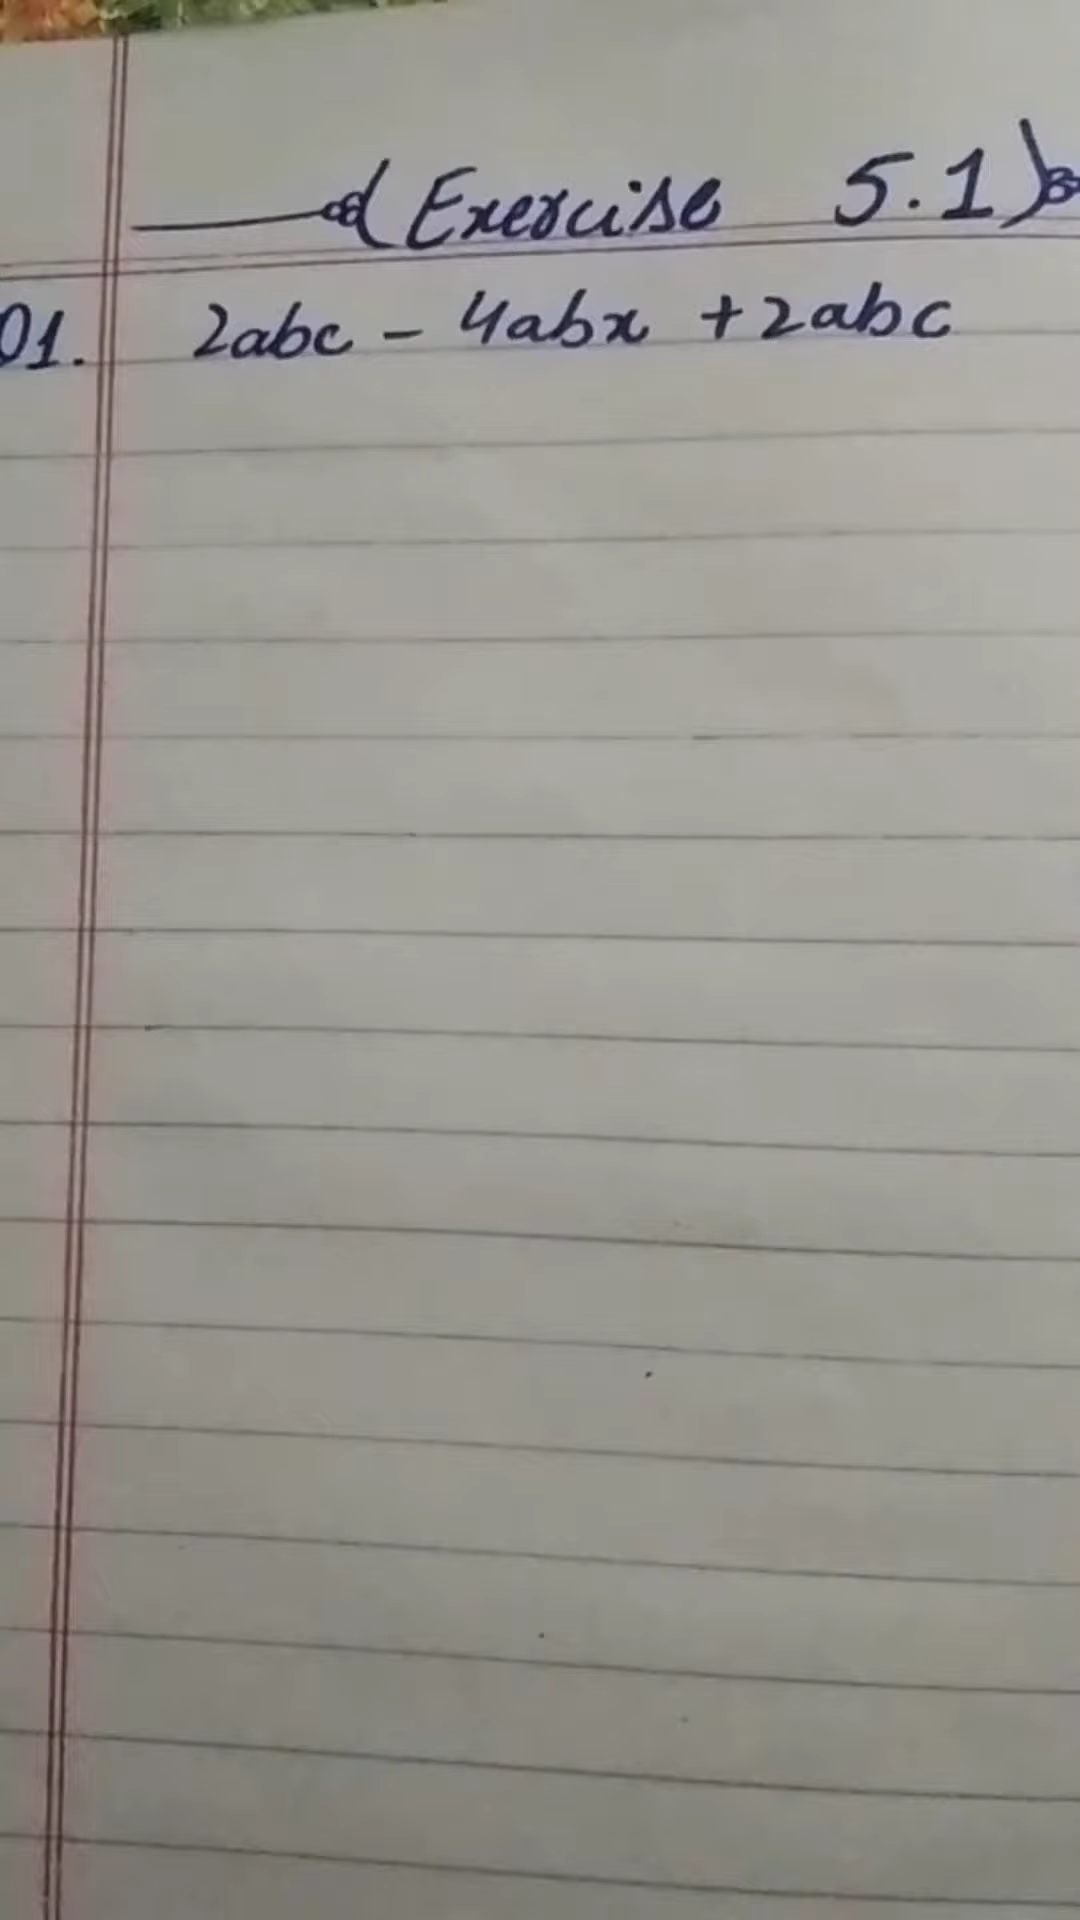 (Exercise 5.1)
01. 2abc - 4abx + 2abc